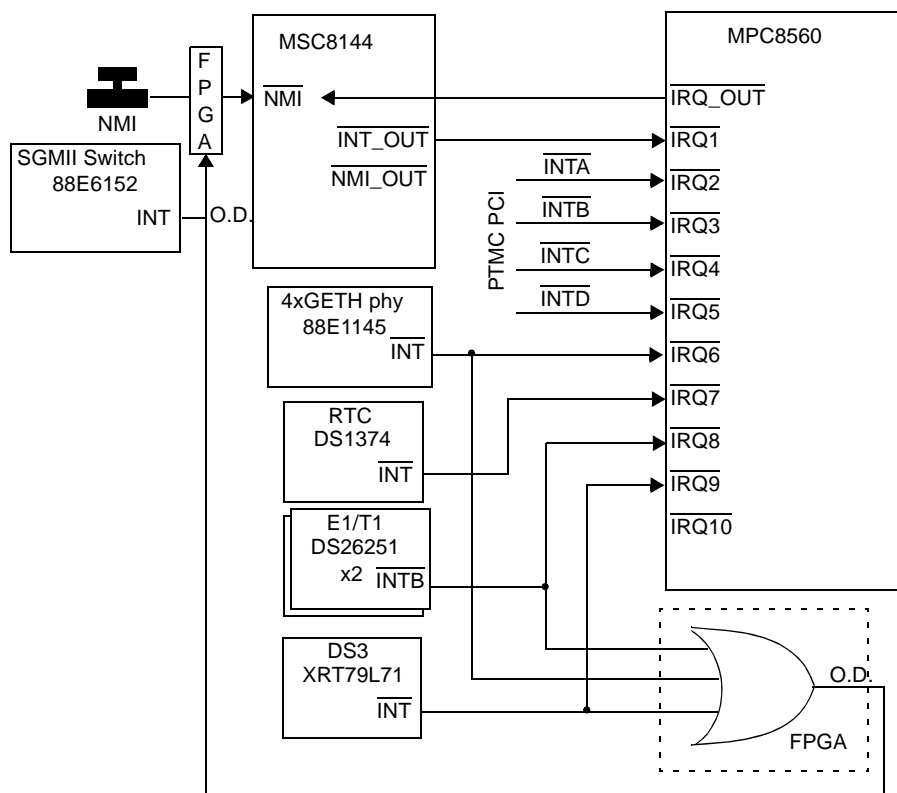 MSC8144
MPC8560
F
P
G
A
NMI
NMI
IRQ_OUT
INT_OUT
IRQ1
NMI_OUT
SGMII Switch
88E6152
INT
O.D.
PTMC PCI
INTA
IRQ2
INTB
IRQ3
INTC
IRQ4
INTD
IRQ5
4xGETH phy
88E1145
INT
IRQ6
RTC
DS1374
INT
IRQ7
IRQ8
IRQ9
IRQ10
E1/T1
DS26251
x2
INTB
DS3
XRT79L71
INT
O.D.
FPGA